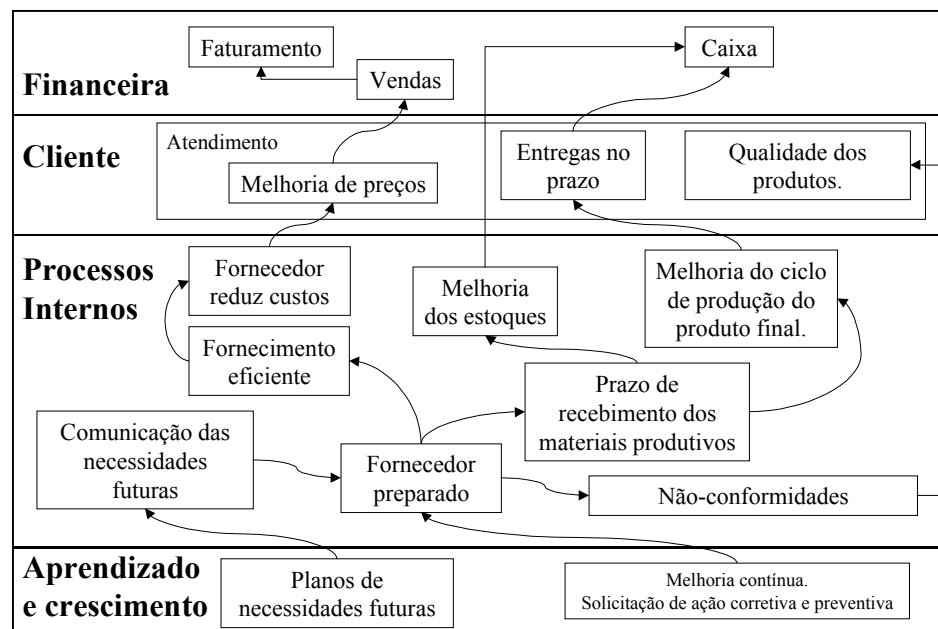 Financeira
Faturamento
Vendas
Caixa
Cliente
Atendimento
Melhoria de preços
Entregas no
prazo
Qualidade dos
produtos.
Processos
Internos
Fornecedor
reduz custos
Melhoria
dos estoques
Melhoria do ciclo
de produção do
produto final.
Fornecimento
eficiente
Prazo de
recebimento dos
materiais produtivos
Comunicação das
necessidades
futuras
Fornecedor
preparado
Não-conformidades
Aprendizado
e crescimento
Planos de
necessidades futuras
Melhoria contínua.
Solicitação de ação corretiva e preventiva